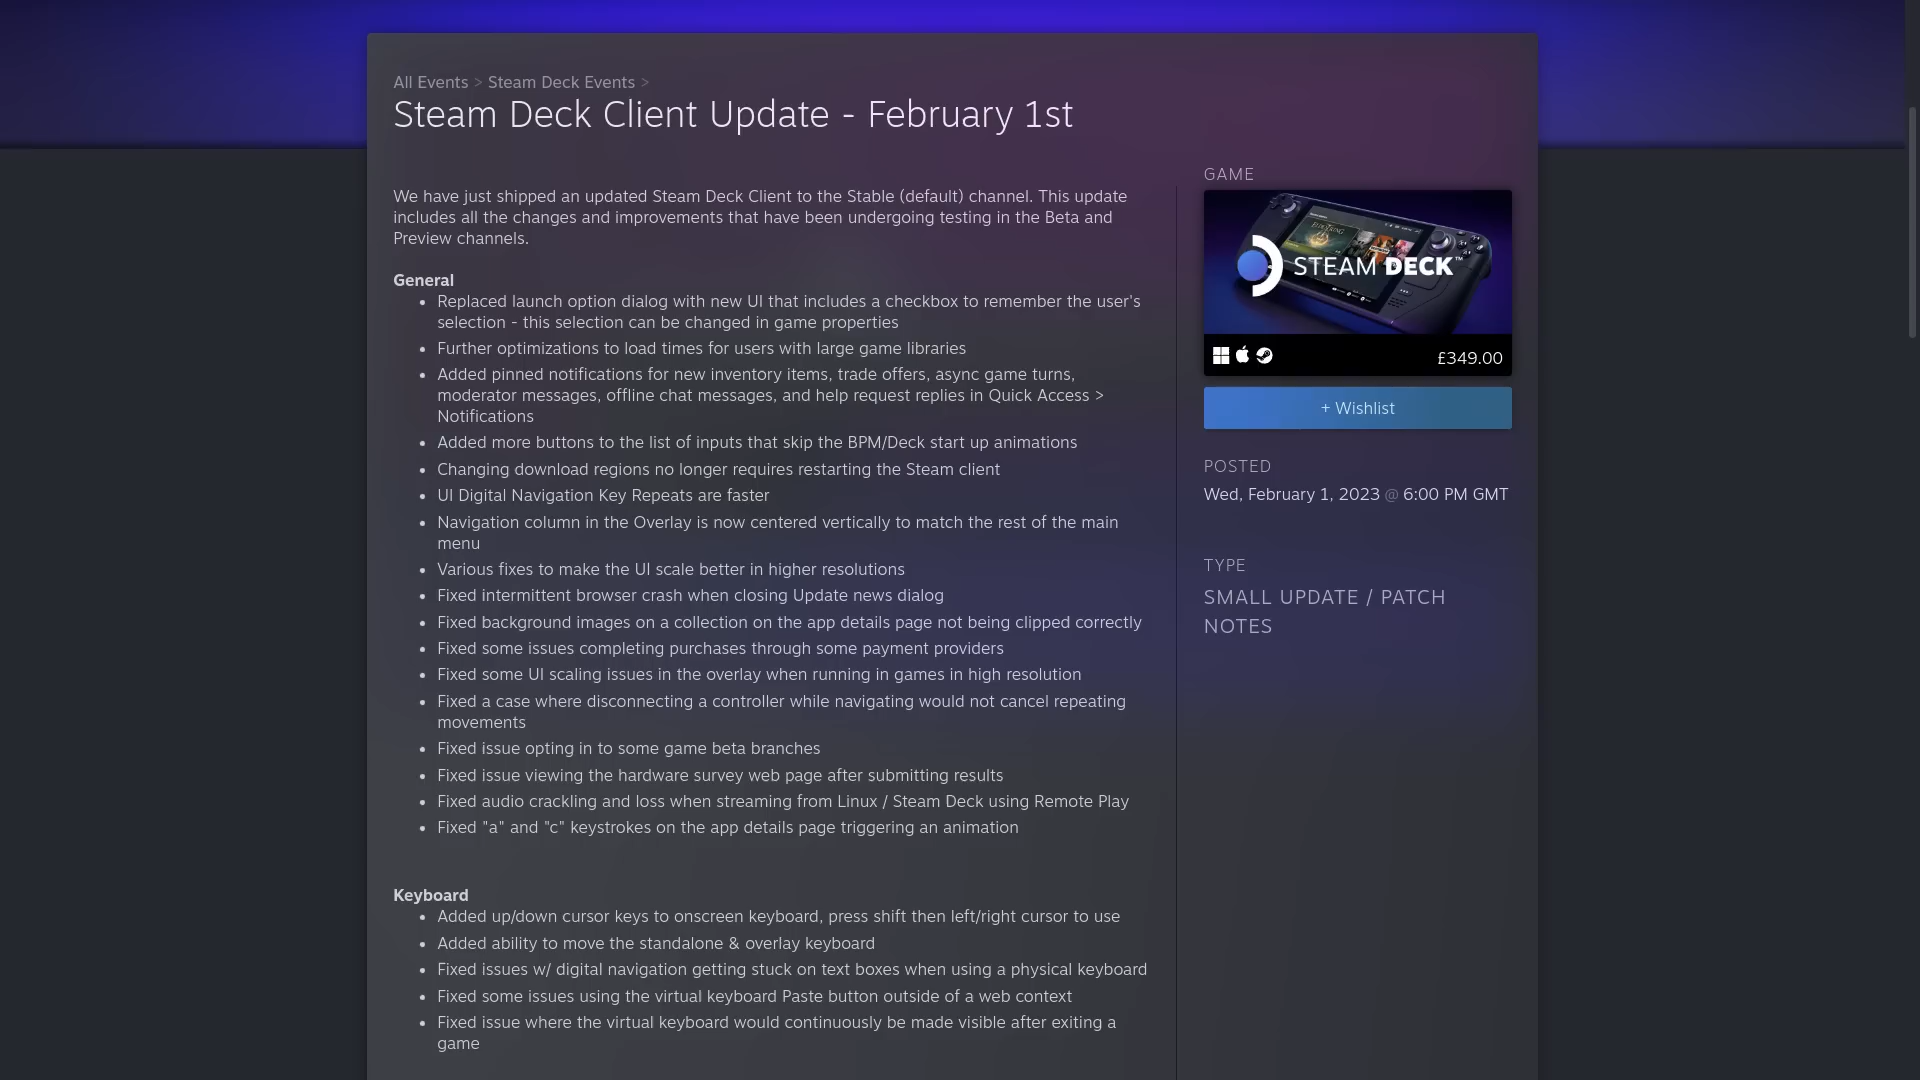 All Events > Steam Deck Events >
Steam Deck Client Update - February 1st
We have just shipped an updated Steam Deck Client to the Stable (default) channel. This update
includes all the changes and improvements that have been undergoing testing in the Beta and
Preview channels.
General
• Replaced launch option dialog with new UI that includes a checkbox to remember the user's
selection - this selection can be changed in game properties
• Further optimizations to load times for users with large game libraries
• Added pinned notifications for new inventory items, trade offers, async game turns,
moderator messages, offline chat messages, and help request replies in Quick Access >
Notifications
• Added more buttons to the list of inputs that skip the BPM/Deck start up animations
• Changing download regions no longer requires restarting the Steam client
• UI Digital Navigation Key Repeats are faster
• Navigation column in the Overlay is now centered vertically to match the rest of the main
menu
• Various fixes to make the UI scale better in higher resolutions
• Fixed intermittent browser crash when closing Update news dialog
• Fixed background images on a collection on the app details page not being clipped correctly
• Fixed some issues completing purchases through some payment providers
• Fixed some UI scaling issues in the overlay when running in games in high resolution
• Fixed a case where disconnecting a controller while navigating would not cancel repeating
movements
• Fixed issue opting in to some game beta branches
• Fixed issue viewing the hardware survey web page after submitting results
• Fixed audio crackling and loss when streaming from Linux / Steam Deck using Remote Play
• Fixed "a" and "c" keystrokes on the app details page triggering an animation
Keyboard
• Added up/down cursor keys to onscreen keyboard, press shift then left/right cursor to use
• Added ability to move the standalone & overlay keyboard
• Fixed issues w/ digital navigation getting stuck on text boxes when using a physical keyboard
• Fixed some issues using the virtual keyboard Paste button outside of a web context
• Fixed issue where the virtual keyboard would continuously be made visible after exiting a
game
GAME
ELDEN RING
STEAM DECK™
£349.00
+ Wishlist
POSTED
Wed, February 1, 2023 @ 6:00 PM GMT
TYPE
SMALL UPDATE / PATCH
NOTES